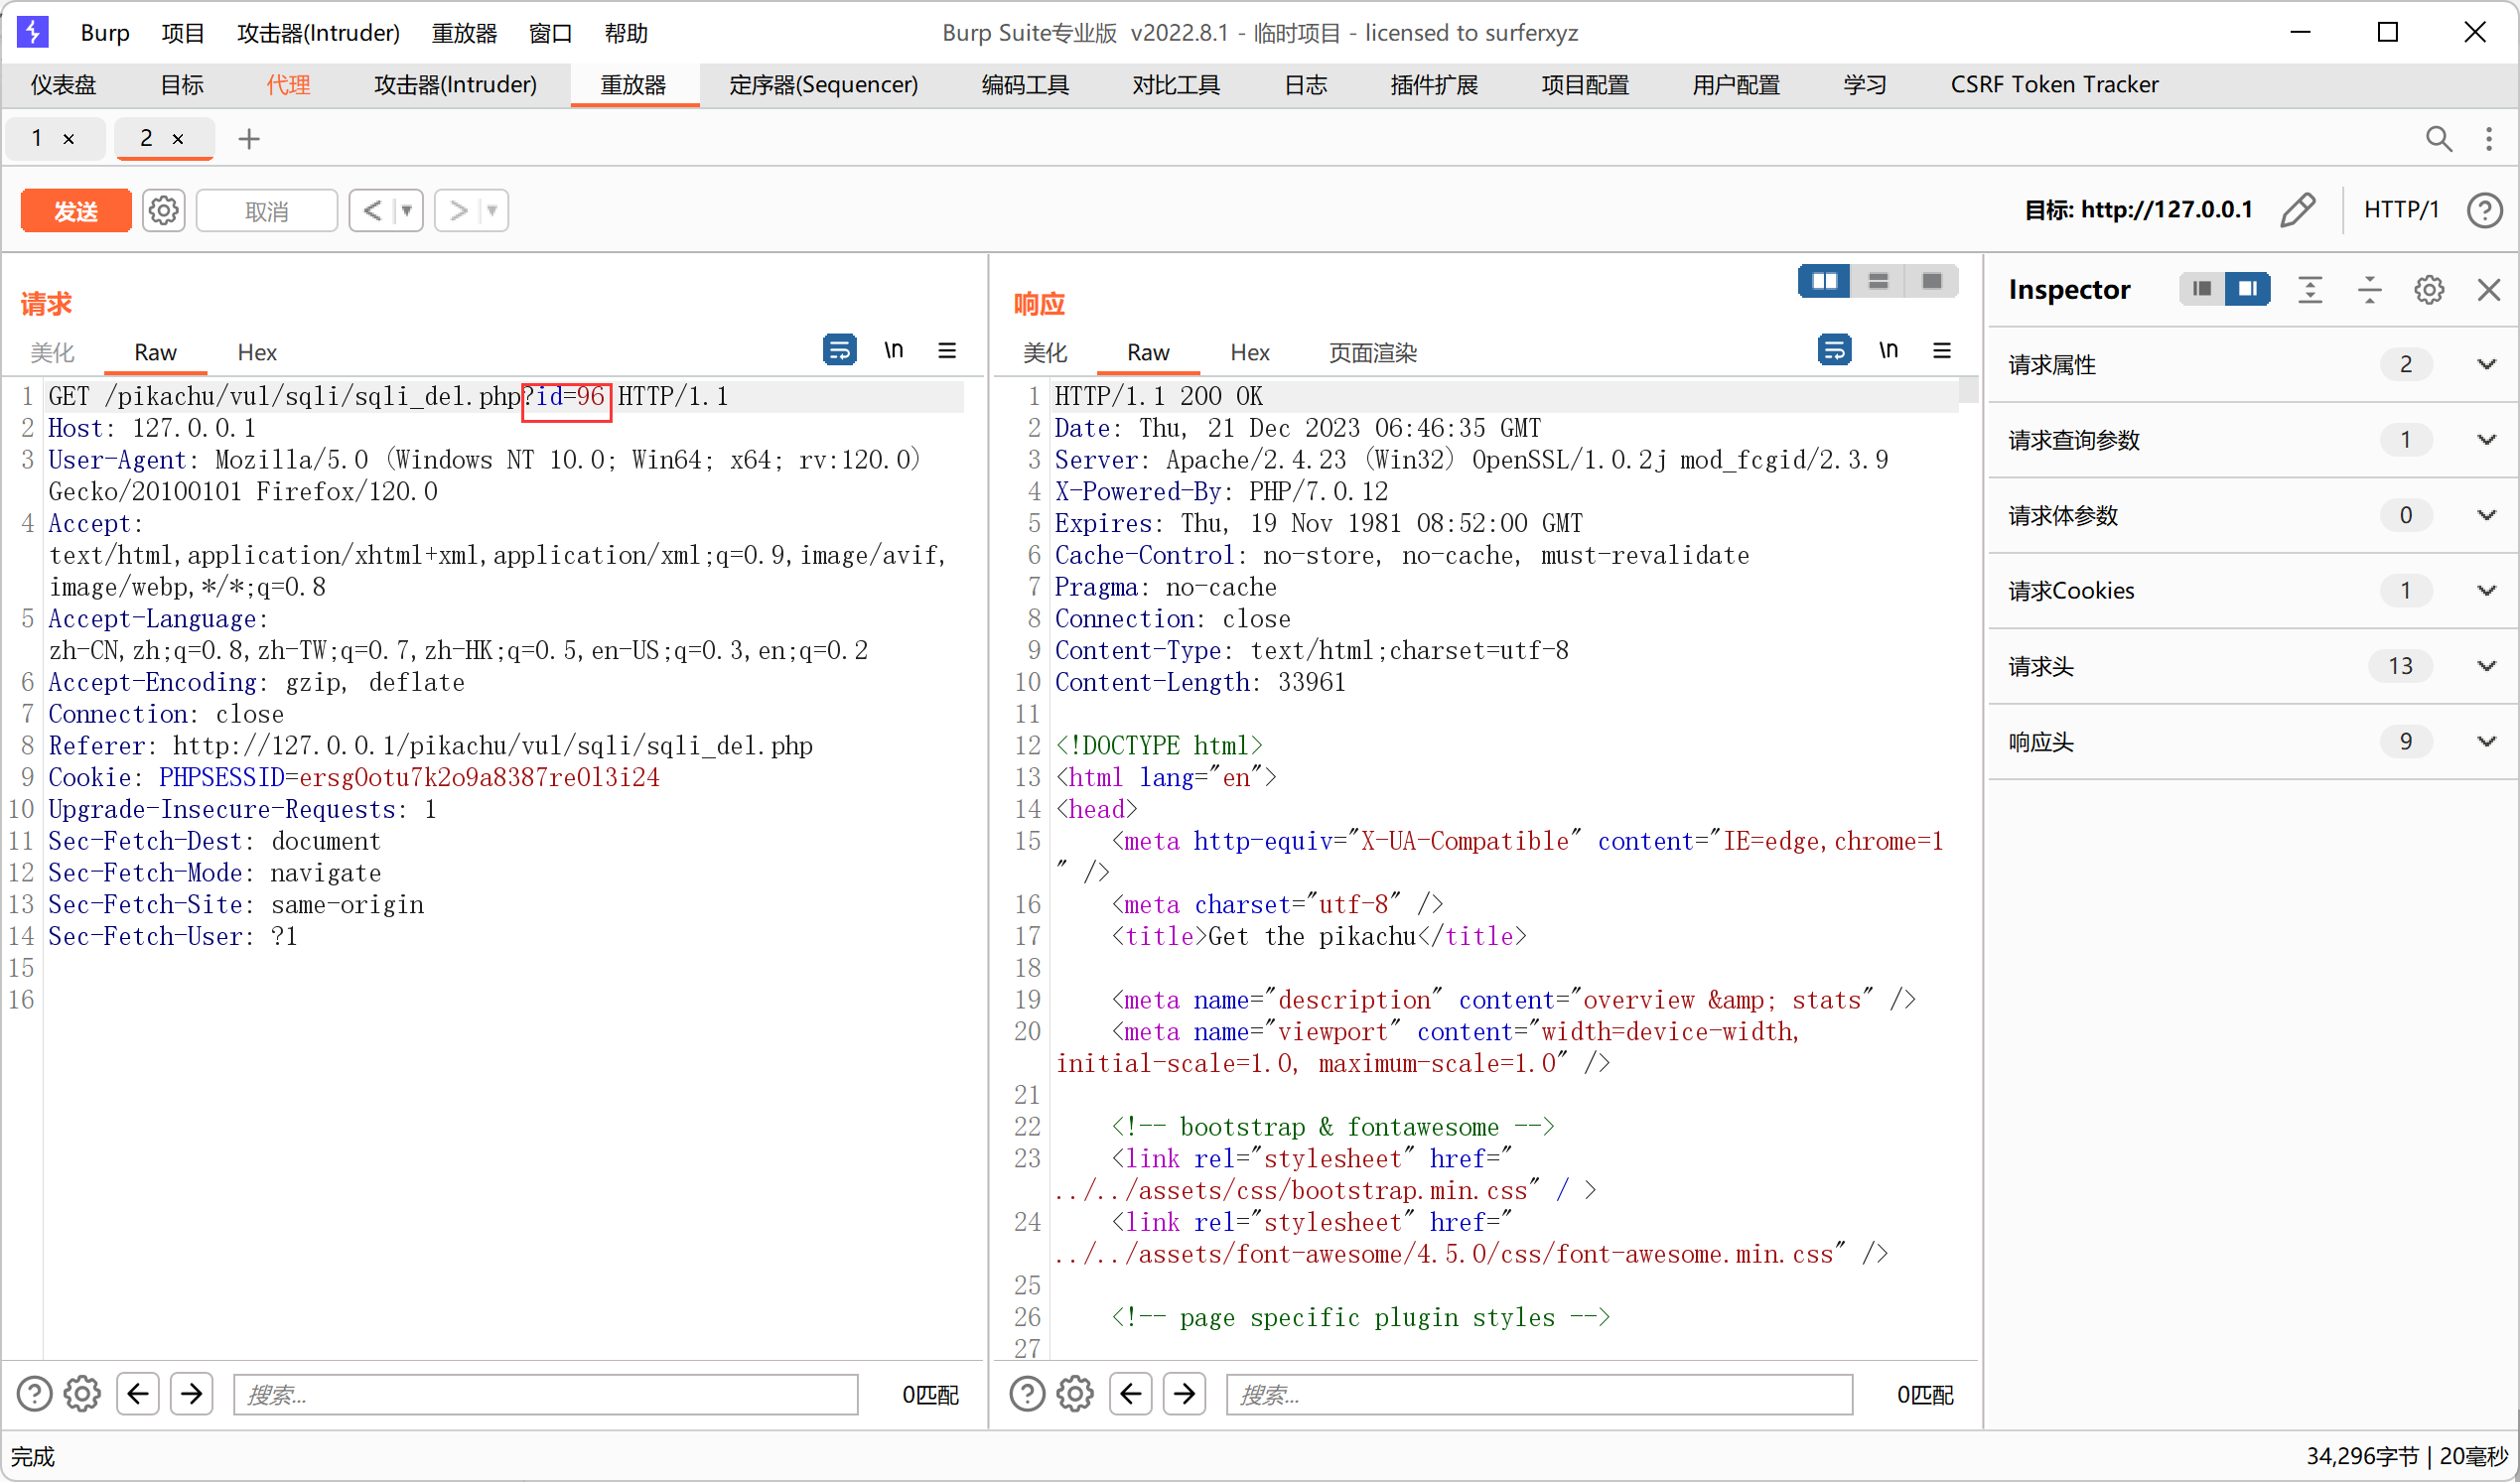 Burp 项目 攻击器(Intruder) 重放器 窗口 帮助 Burp Suite专业版 v2022.8.1 - 临时项目 - licensed to surferxyz
仪表盘 目标 代理 攻击器(Intruder) 重放器 定序器(Sequencer) 编码工具 对比工具 日志 插件扩展 项目配置 用户配置 学习 CSRF Token Tracker
1 × 2 × +
发送 取消 < > 目标: http://127.0.0.1 HTTP/1 ?
请求
美化 Raw Hex \n
1 GET /pikachu/vul/sqli/sqli_del.php?id=96 HTTP/1.1
2 Host: 127.0.0.1
3 User-Agent: Mozilla/5.0 (Windows NT 10.0; Win64; x64; rv:120.0)
Gecko/20100101 Firefox/120.0
4 Accept:
text/html,application/xhtml+xml,application/xml;q=0.9,image/avif,
image/webp,*/*;q=0.8
5 Accept-Language:
zh-CN,zh;q=0.8,zh-TW;q=0.7,zh-HK;q=0.5,en-US;q=0.3,en;q=0.2
6 Accept-Encoding: gzip, deflate
7 Connection: close
8 Referer: http://127.0.0.1/pikachu/vul/sqli/sqli_del.php
9 Cookie: PHPSESSID=ersg0otu7k2o9a8387re0l3i24
10 Upgrade-Insecure-Requests: 1
11 Sec-Fetch-Dest: document
12 Sec-Fetch-Mode: navigate
13 Sec-Fetch-Site: same-origin
14 Sec-Fetch-User: ?1
15
16
? 搜索... 0匹配
响应
美化 Raw Hex 页面渲染 \n
1 HTTP/1.1 200 OK
2 Date: Thu, 21 Dec 2023 06:46:35 GMT
3 Server: Apache/2.4.23 (Win32) OpenSSL/1.0.2j mod_fcgid/2.3.9
4 X-Powered-By: PHP/7.0.12
5 Expires: Thu, 19 Nov 1981 08:52:00 GMT
6 Cache-Control: no-store, no-cache, must-revalidate
7 Pragma: no-cache
8 Connection: close
9 Content-Type: text/html;charset=utf-8
10 Content-Length: 33961
11
12 <!DOCTYPE html>
13 <html lang="en">
14 <head>
15 <meta http-equiv="X-UA-Compatible" content="IE=edge,chrome=1
" />
16 <meta charset="utf-8" />
17 <title>Get the pikachu</title>
18
19 <meta name="description" content="overview &amp; stats" />
20 <meta name="viewport" content="width=device-width,
initial-scale=1.0, maximum-scale=1.0" />
21
22 <!-- bootstrap & fontawesome -->
23 <link rel="stylesheet" href="
../../assets/css/bootstrap.min.css" / >
24 <link rel="stylesheet" href="
../../assets/font-awesome/4.5.0/css/font-awesome.min.css" />
25
26 <!-- page specific plugin styles -->
27
? 搜索... 0匹配
Inspector
请求属性 2
请求查询参数 1
请求体参数 0
请求Cookies 1
请求头 13
响应头 9
完成 34,296字节 | 20毫秒